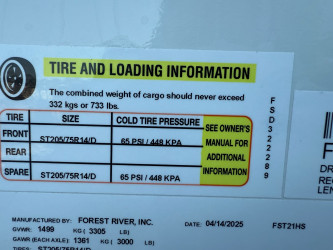 TIRE AND LOADING INFORMATION
The combined weight of cargo should never exceed
332 kgs or 733 lbs.
TIRE SIZE COLD TIRE PRESSURE
SEE OWNER'S
MANUAL FOR
ADDITIONAL
INFORMATION
FRONT ST205/75R14/D 65 PSI / 448 KPA
REAR
SPARE ST205/75R14/D 65 PSI / 448 KPA
MANUFACTURED BY: FOREST RIVER, INC. DATE: 04/14/2025 FST21HS
GVWR: 1499 KG( 3305 LB)
GAWR (EACH AXLE): 1361 KG( 3000 LB)